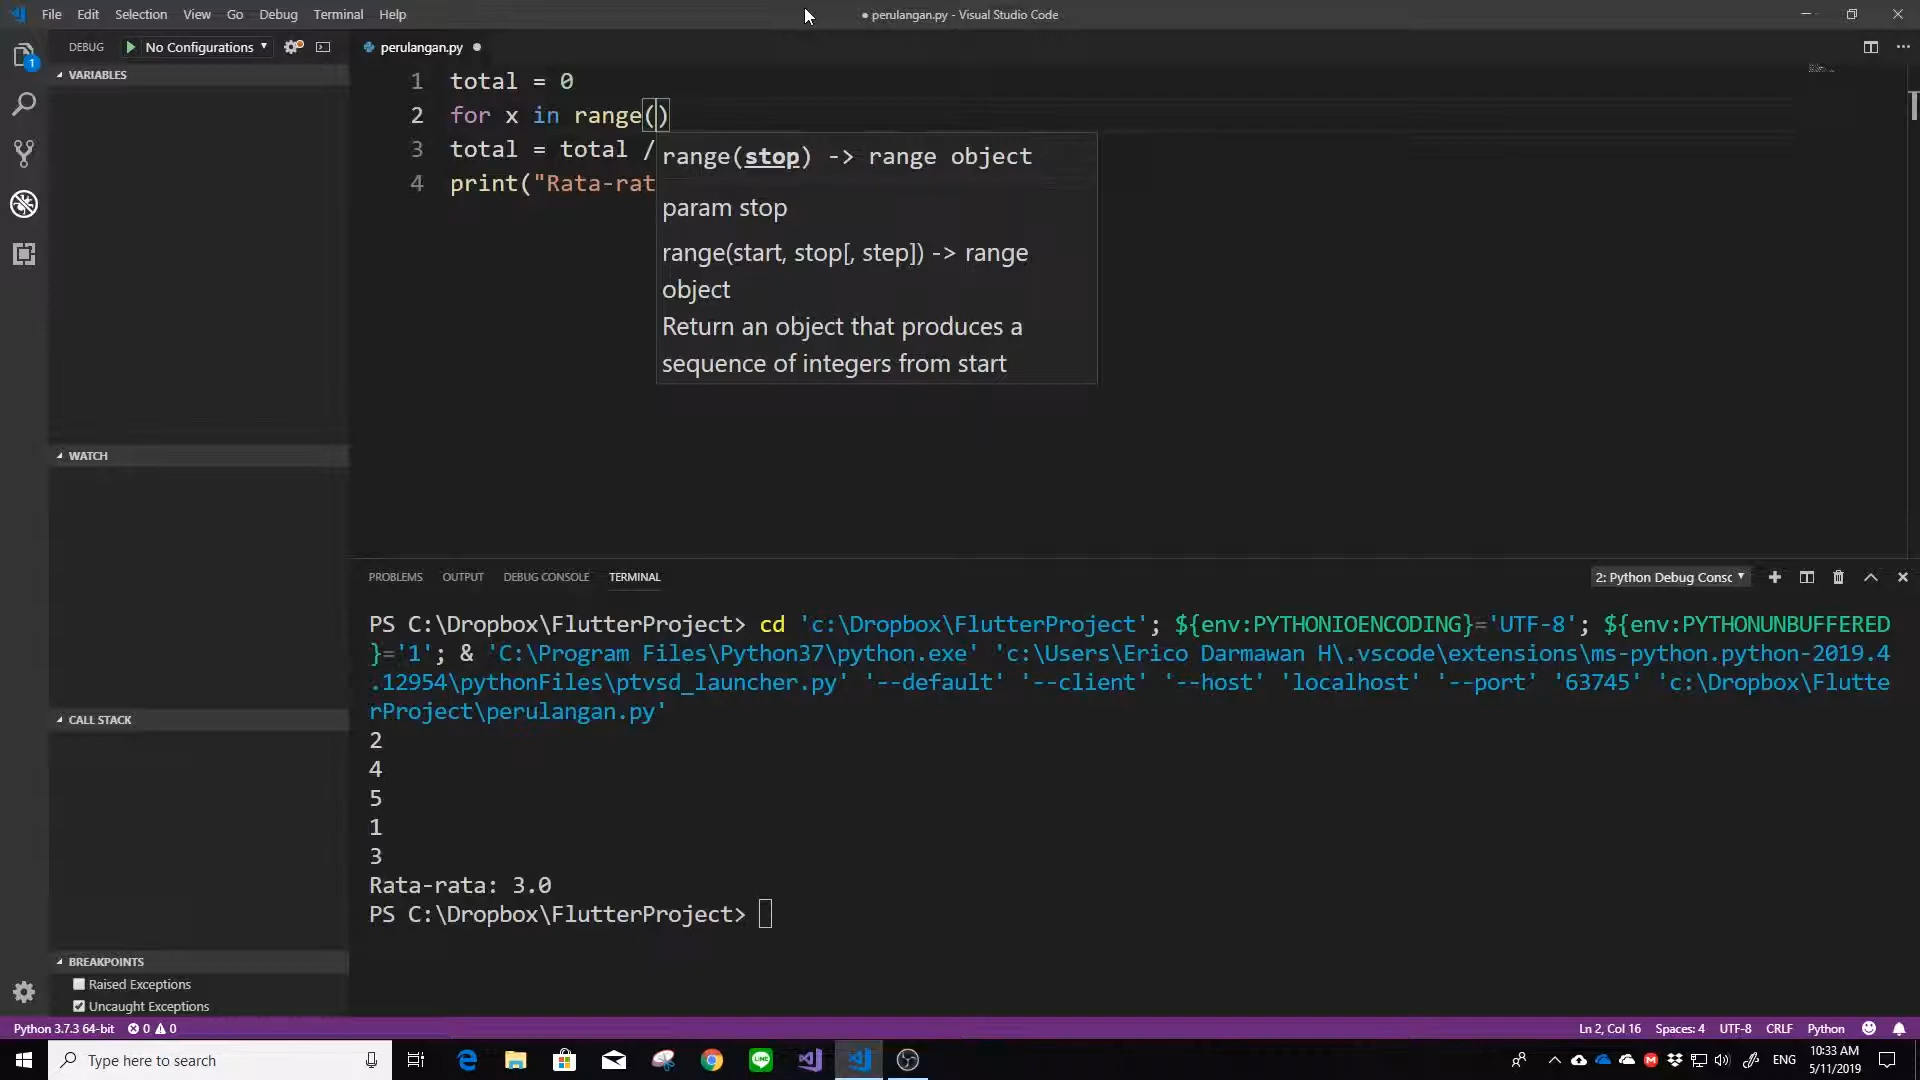 File Edit Selection View Go Debug Terminal Help
● perulangan.py - Visual Studio Code
DEBUG No Configurations
perulangan.py ●
1
VARIABLES
1 total = 0
2 for x in range()
3 total = total /
4 print("Rata-rat
range(stop) -> range object
param stop
range(start, stop[, step]) -> range
object
Return an object that produces a
sequence of integers from start
WATCH
CALL STACK
BREAKPOINTS
Raised Exceptions
Uncaught Exceptions
PROBLEMS OUTPUT DEBUG CONSOLE TERMINAL
2: Python Debug Consc
PS C:\Dropbox\FlutterProject> cd 'c:\Dropbox\FlutterProject'; ${env:PYTHONIOENCODING}='UTF-8'; ${env:PYTHONUNBUFFERED
}='1'; & 'C:\Program Files\Python37\python.exe' 'c:\Users\Erico Darmawan H\.vscode\extensions\ms-python.python-2019.4
.12954\pythonFiles\ptvsd_launcher.py' '--default' '--client' '--host' 'localhost' '--port' '63745' 'c:\Dropbox\Flutte
rProject\perulangan.py'
2
4
5
1
3
Rata-rata: 3.0
PS C:\Dropbox\FlutterProject>
Python 3.7.3 64-bit 0 0
Ln 2, Col 16 Spaces: 4 UTF-8 CRLF Python
Type here to search
LINE
ENG
10:33 AM
5/11/2019